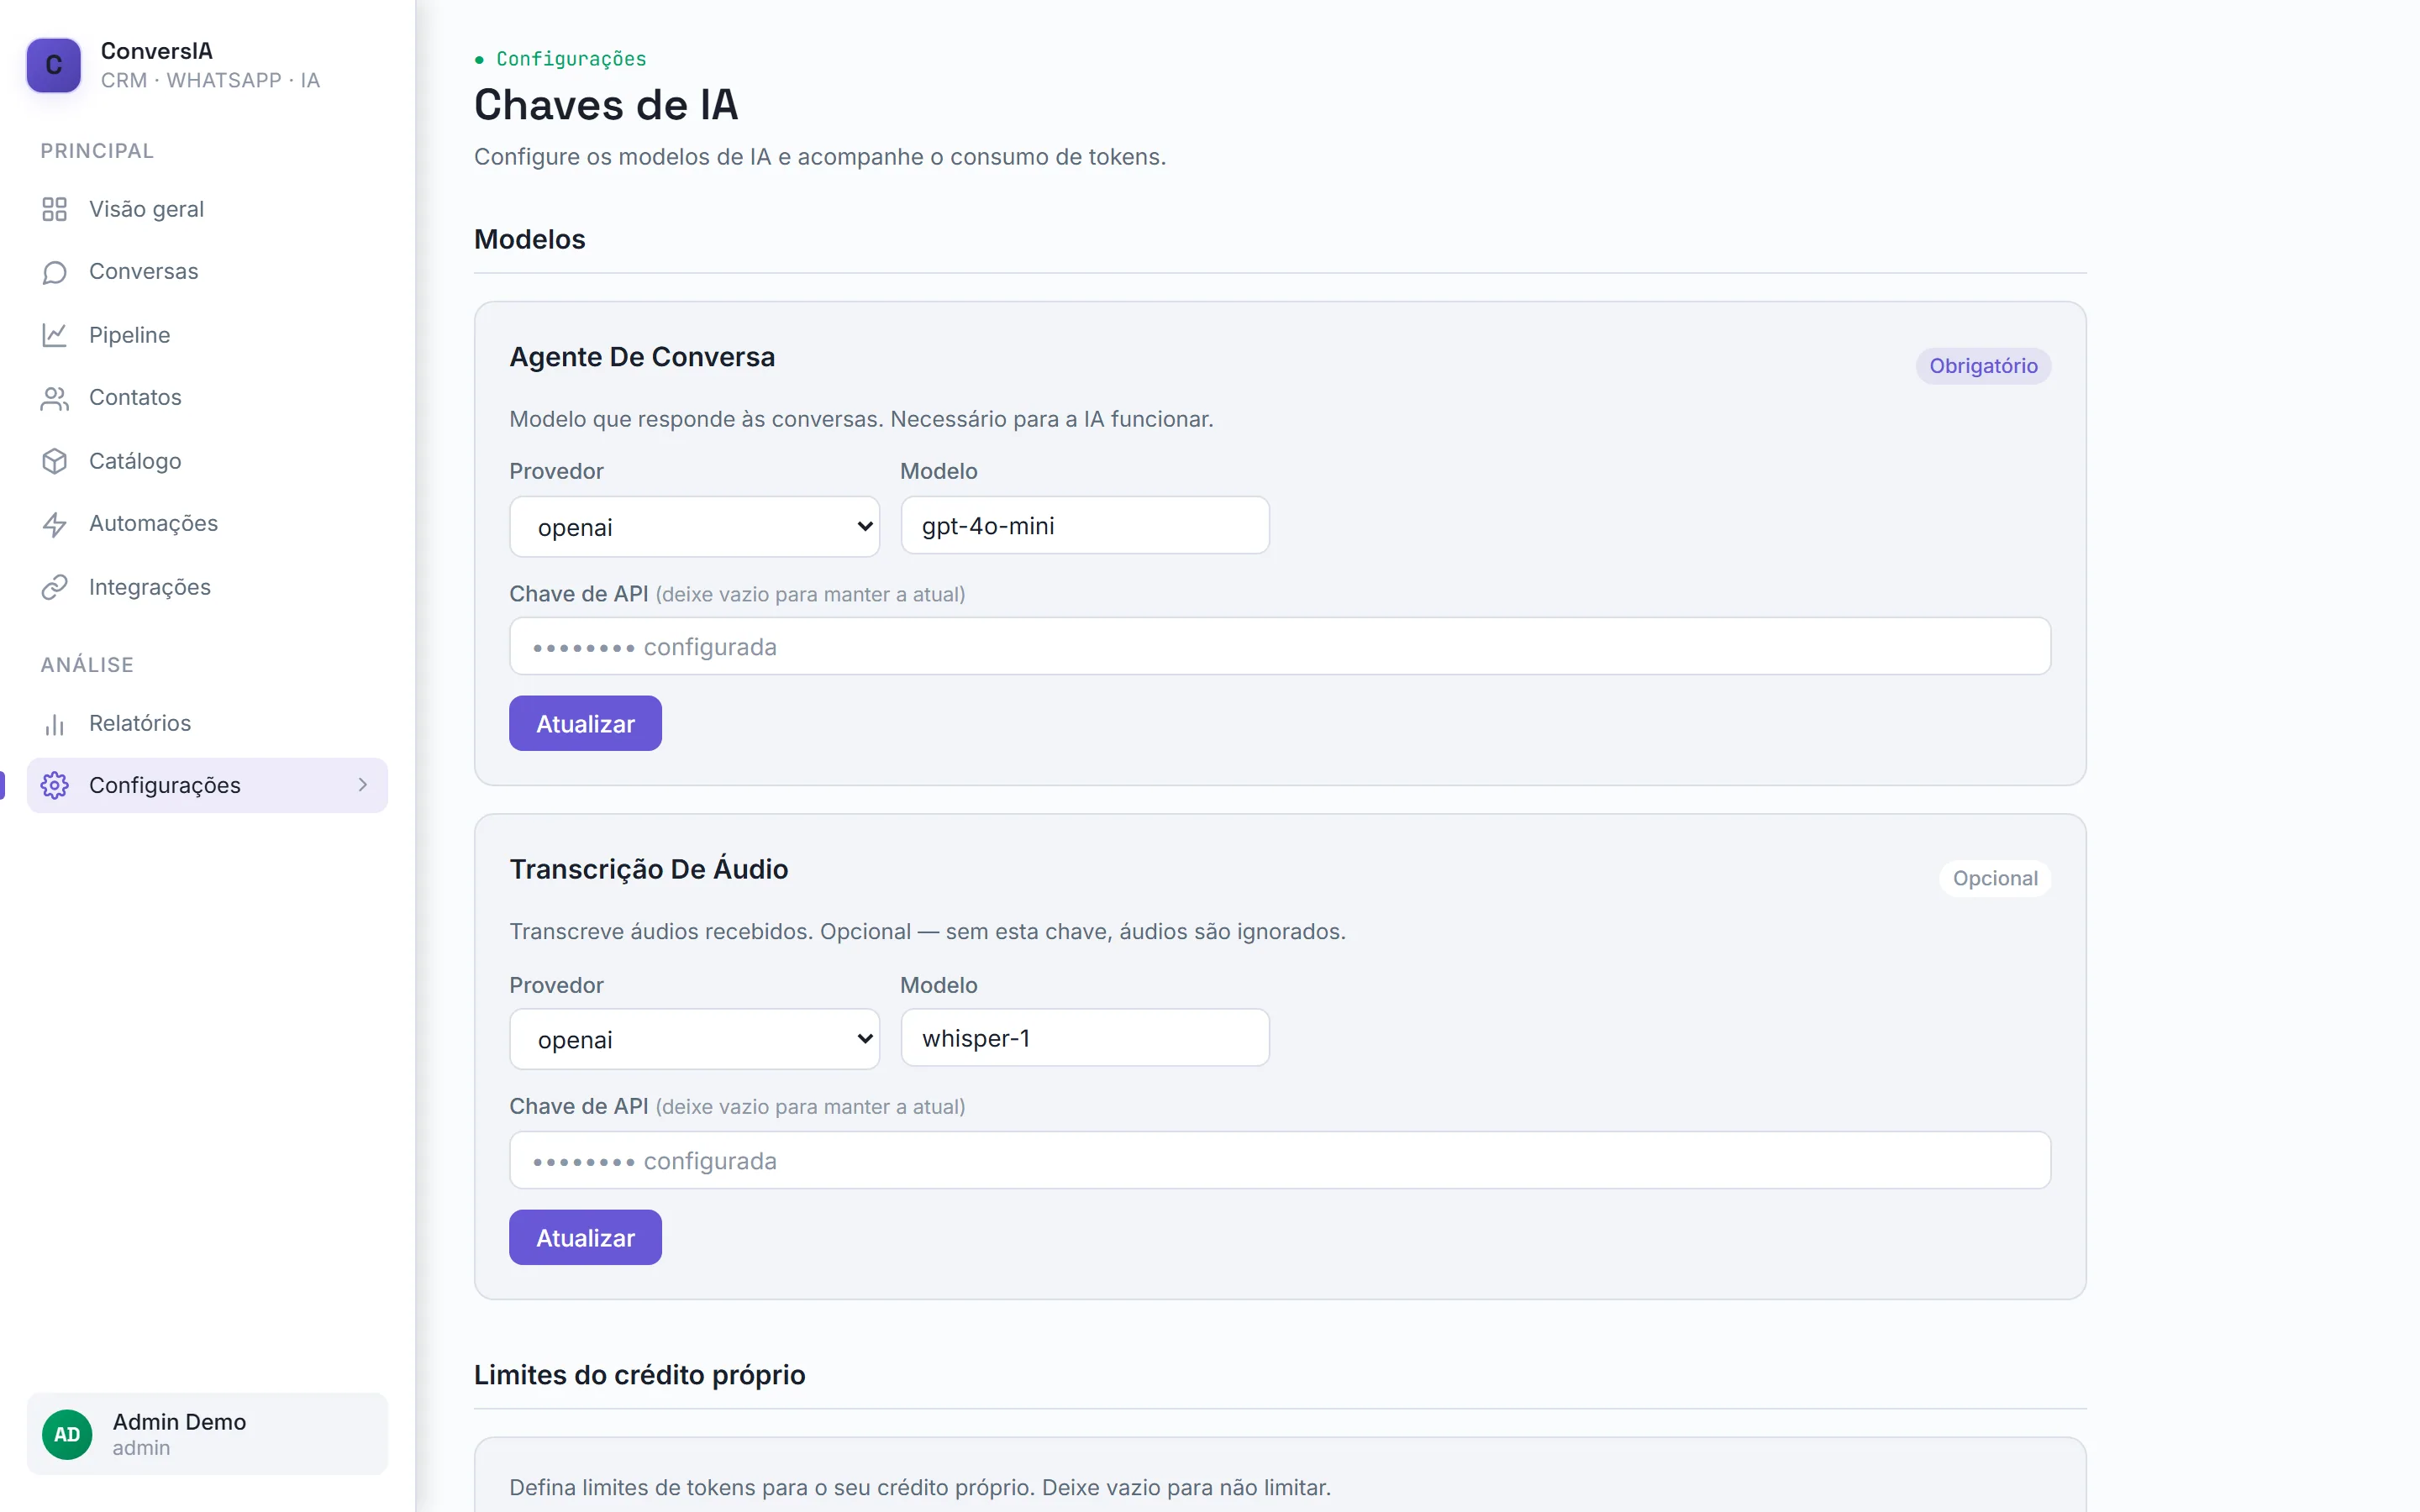 C
ConversIA
CRM · WHATSAPP · IA
PRINCIPAL
Visão geral
Conversas
Pipeline
Contatos
Catálogo
Automações
Integrações
ANÁLISE
Relatórios
Configurações
AD
Admin Demo
admin
• Configurações
Chaves de IA
Configure os modelos de IA e acompanhe o consumo de tokens.
Modelos
Agente De Conversa
Obrigatório
Modelo que responde às conversas. Necessário para a IA funcionar.
Provedor
Modelo
openai
gpt-4o-mini
Chave de API (deixe vazio para manter a atual)
•••••••• configurada
Atualizar
Transcrição De Áudio
Opcional
Transcreve áudios recebidos. Opcional — sem esta chave, áudios são ignorados.
Provedor
Modelo
openai
whisper-1
Chave de API (deixe vazio para manter a atual)
•••••••• configurada
Atualizar
Limites do crédito próprio
Defina limites de tokens para o seu crédito próprio. Deixe vazio para não limitar.